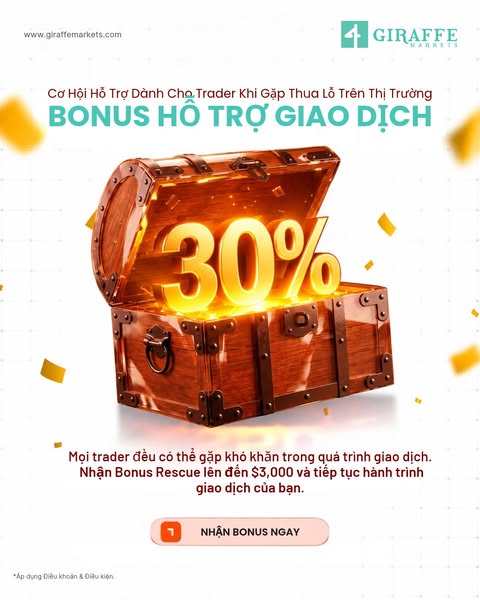 www.giraffemarkets.com
GIRAFFE
MARKETS
Cơ Hội Hỗ Trợ Dành Cho Trader Khi Gặp Thua Lỗ Trên Thị Trường
BONUS HỖ TRỢ GIAO DỊCH
30%
Mọi trader đều có thể gặp khó khăn trong quá trình giao dịch.
Nhận Bonus Rescue lên đến $3,000 và tiếp tục hành trình
giao dịch của bạn.
NHẬN BONUS NGAY
*Áp dụng Điều khoản & Điều kiện.